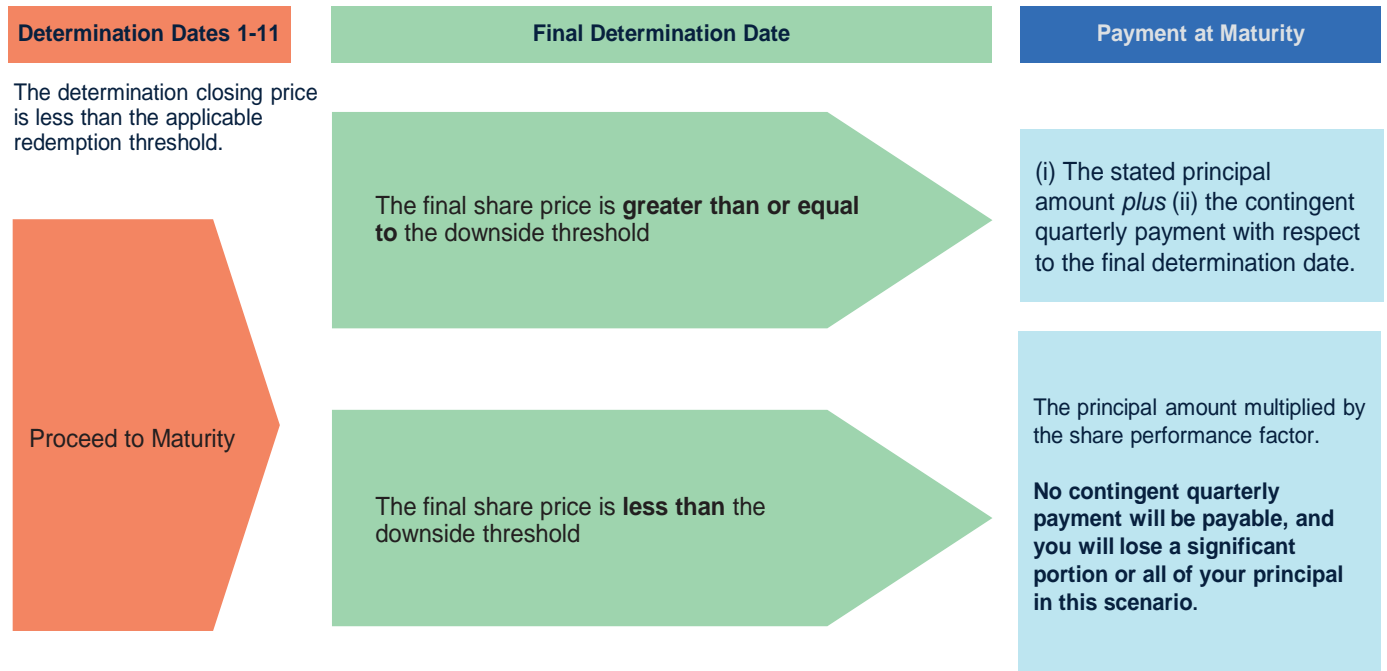 Determination Dates 1-11
Final Determination Date
Payment at Maturity
The determination closing price
is less than the applicable
redemption threshold.
Proceed to Maturity
The final share price is greater than or equal
to the downside threshold
(i) The stated principal
amount plus (ii) the contingent
quarterly payment with respect
to the final determination date.
The final share price is less than the
downside threshold
The principal amount multiplied by
the share performance factor.
No contingent quarterly
payment will be payable, and
you will lose a significant
portion or all of your principal
in this scenario.